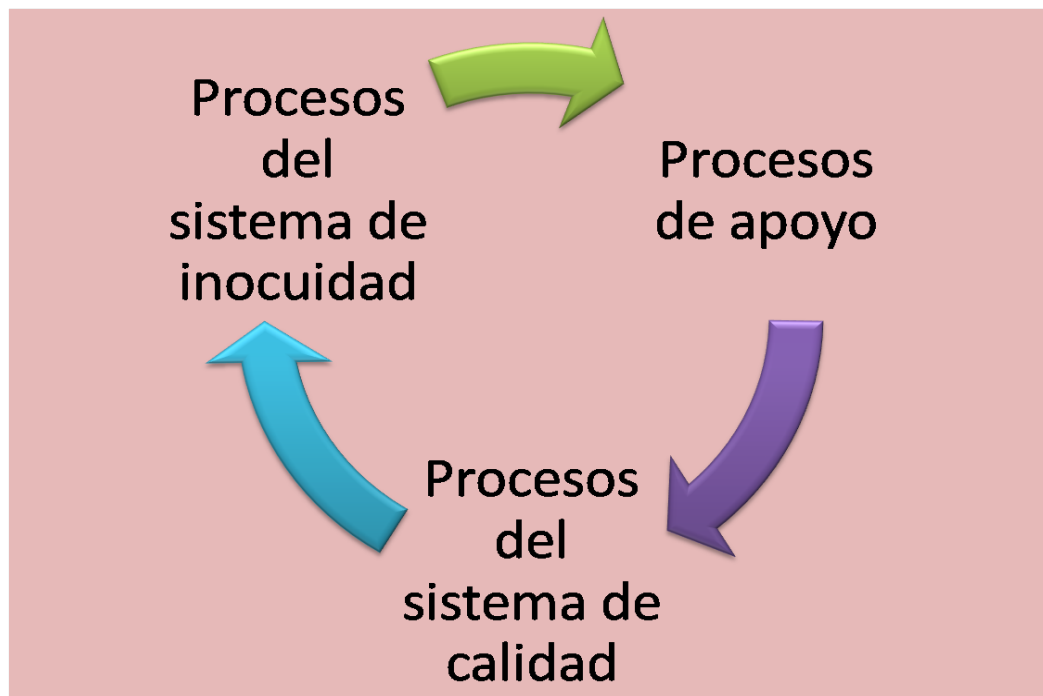 Procesos
del
sistema de
inocuidad
Procesos
de apoyo
Procesos
del
sistema de
calidad